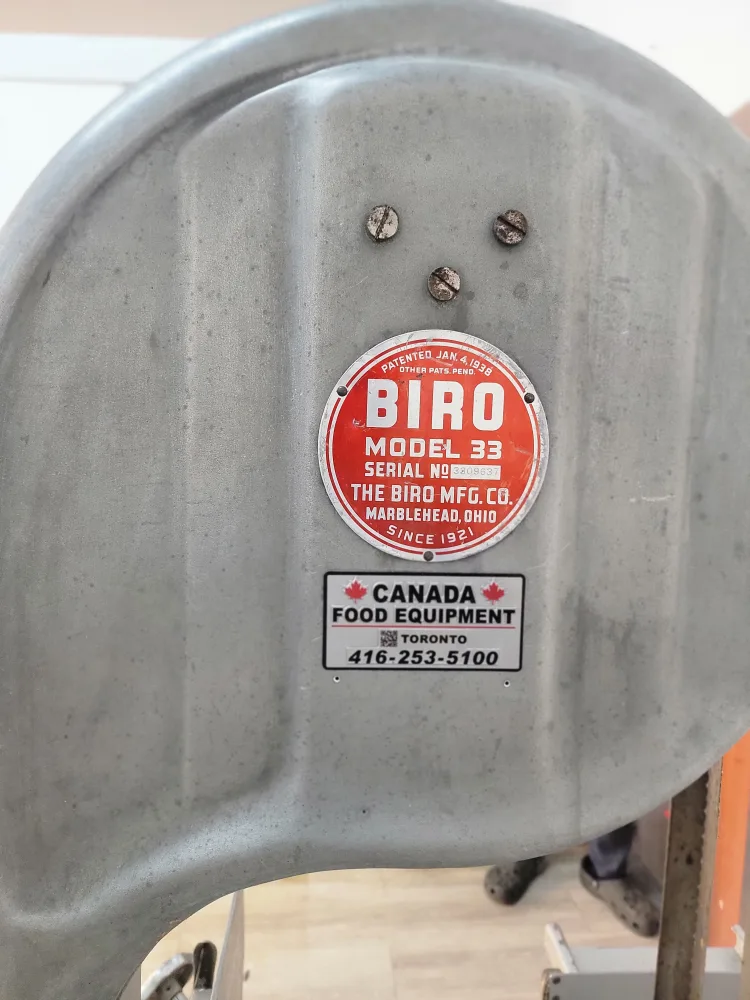 PATENTED JAN. 4, 1938
OTHER PATS. PEND.
BIRO
MODEL 33
SERIAL Nº
THE BIRO MFG. CO.
MARBLEHEAD, OHIO
SINCE 1921
CANADA
FOOD EQUIPMENT
TORONTO
416-253-5100